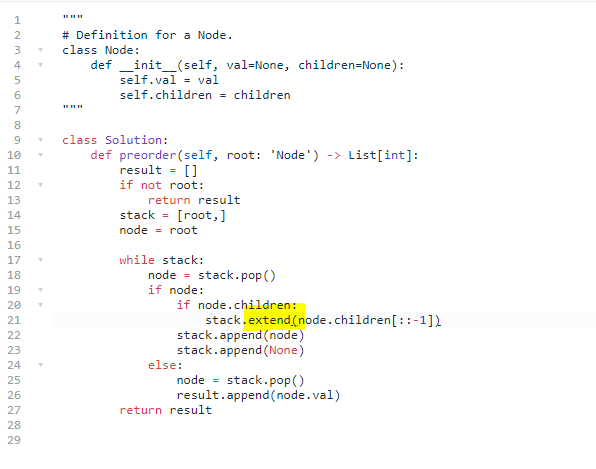 1 """
2 # Definition for a Node.
3 class Node:
4     def __init__(self, val=None, children=None):
5         self.val = val
6         self.children = children
7 """
8
9 class Solution:
10     def preorder(self, root: 'Node') -> List[int]:
11         result = []
12         if not root:
13             return result
14         stack = [root,]
15         node = root
16
17         while stack:
18             node = stack.pop()
19             if node:
20                 if node.children:
21                     stack.extend(node.children[::-1])
22                 stack.append(node)
23                 stack.append(None)
24             else:
25                 node = stack.pop()
26                 result.append(node.val)
27         return result
28
29